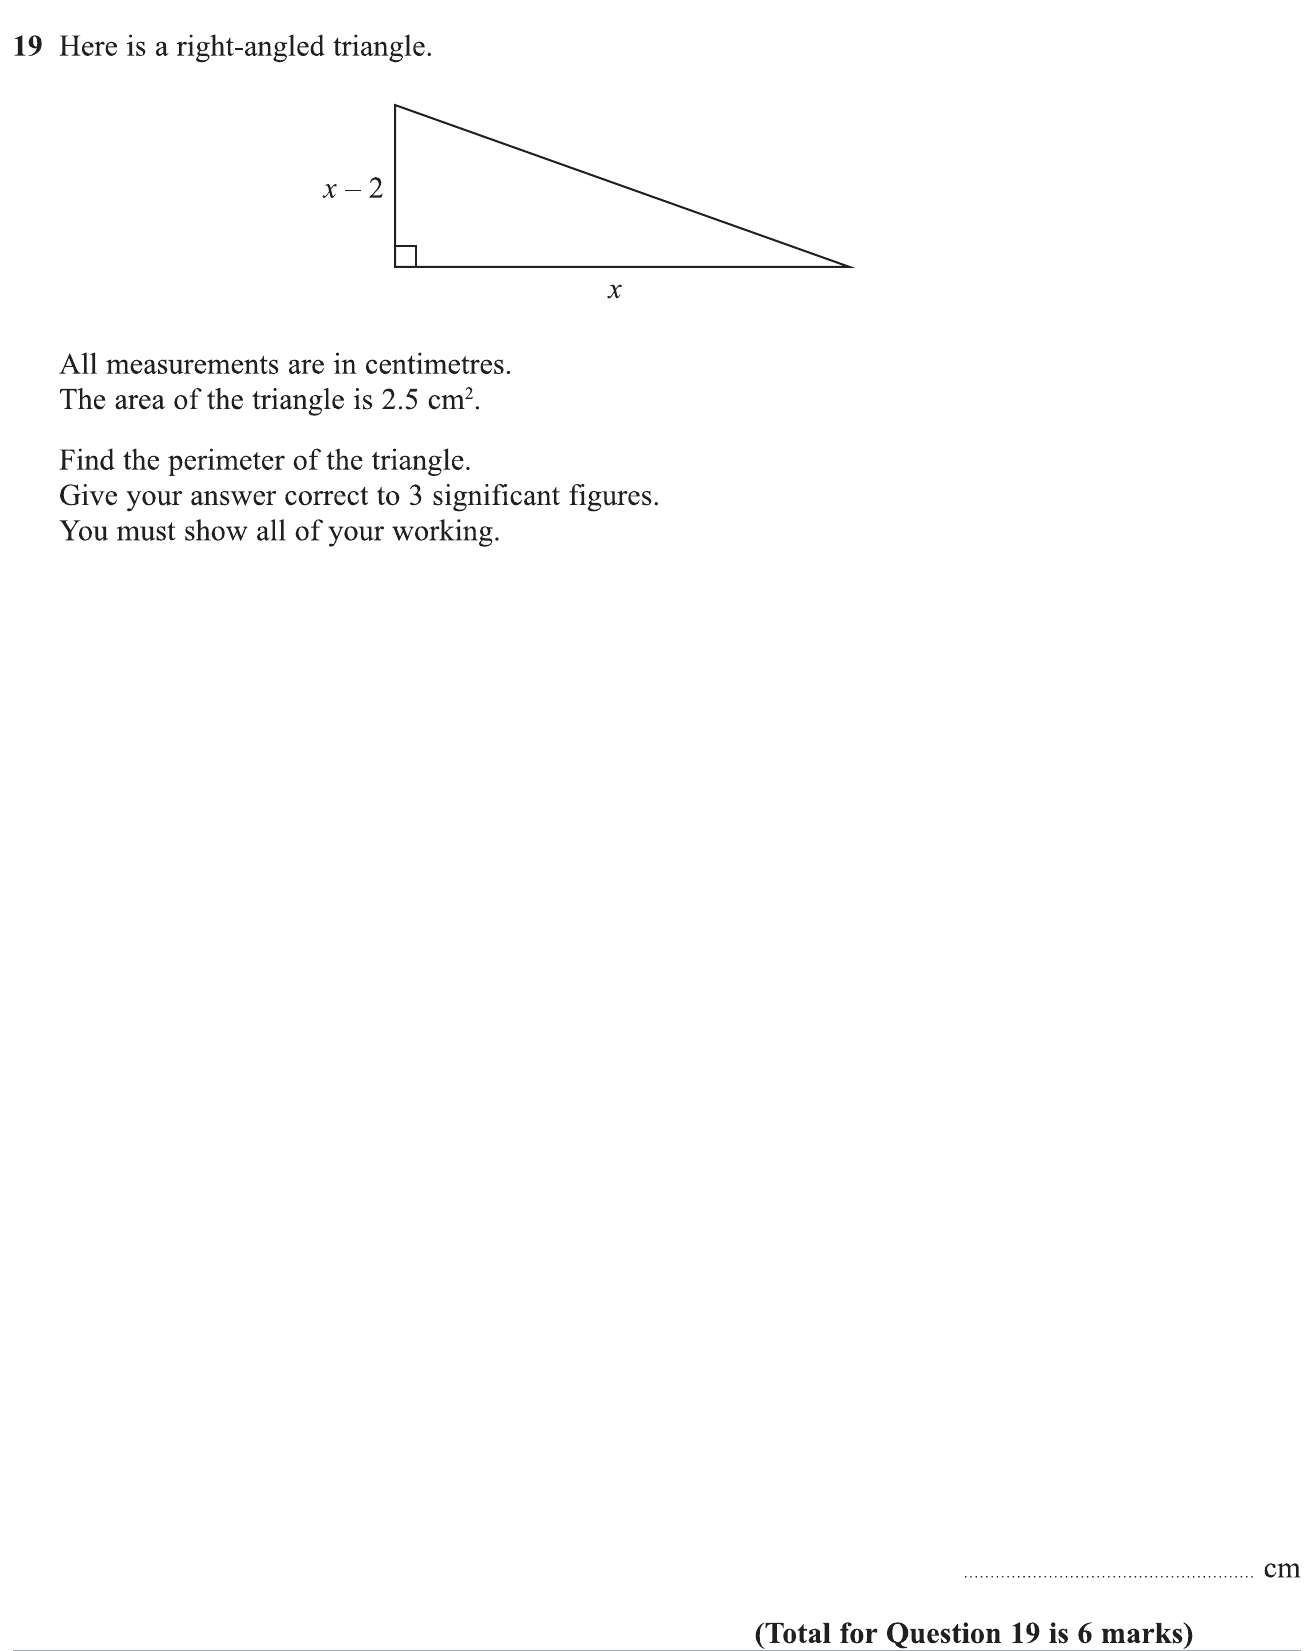 19 Here is a right-angled triangle.
x – 2
x
All measurements are in centimetres.
The area of the triangle is 2.5 cm².
Find the perimeter of the triangle.
Give your answer correct to 3 significant figures.
You must show all of your working.
....................................................... cm
(Total for Question 19 is 6 marks)